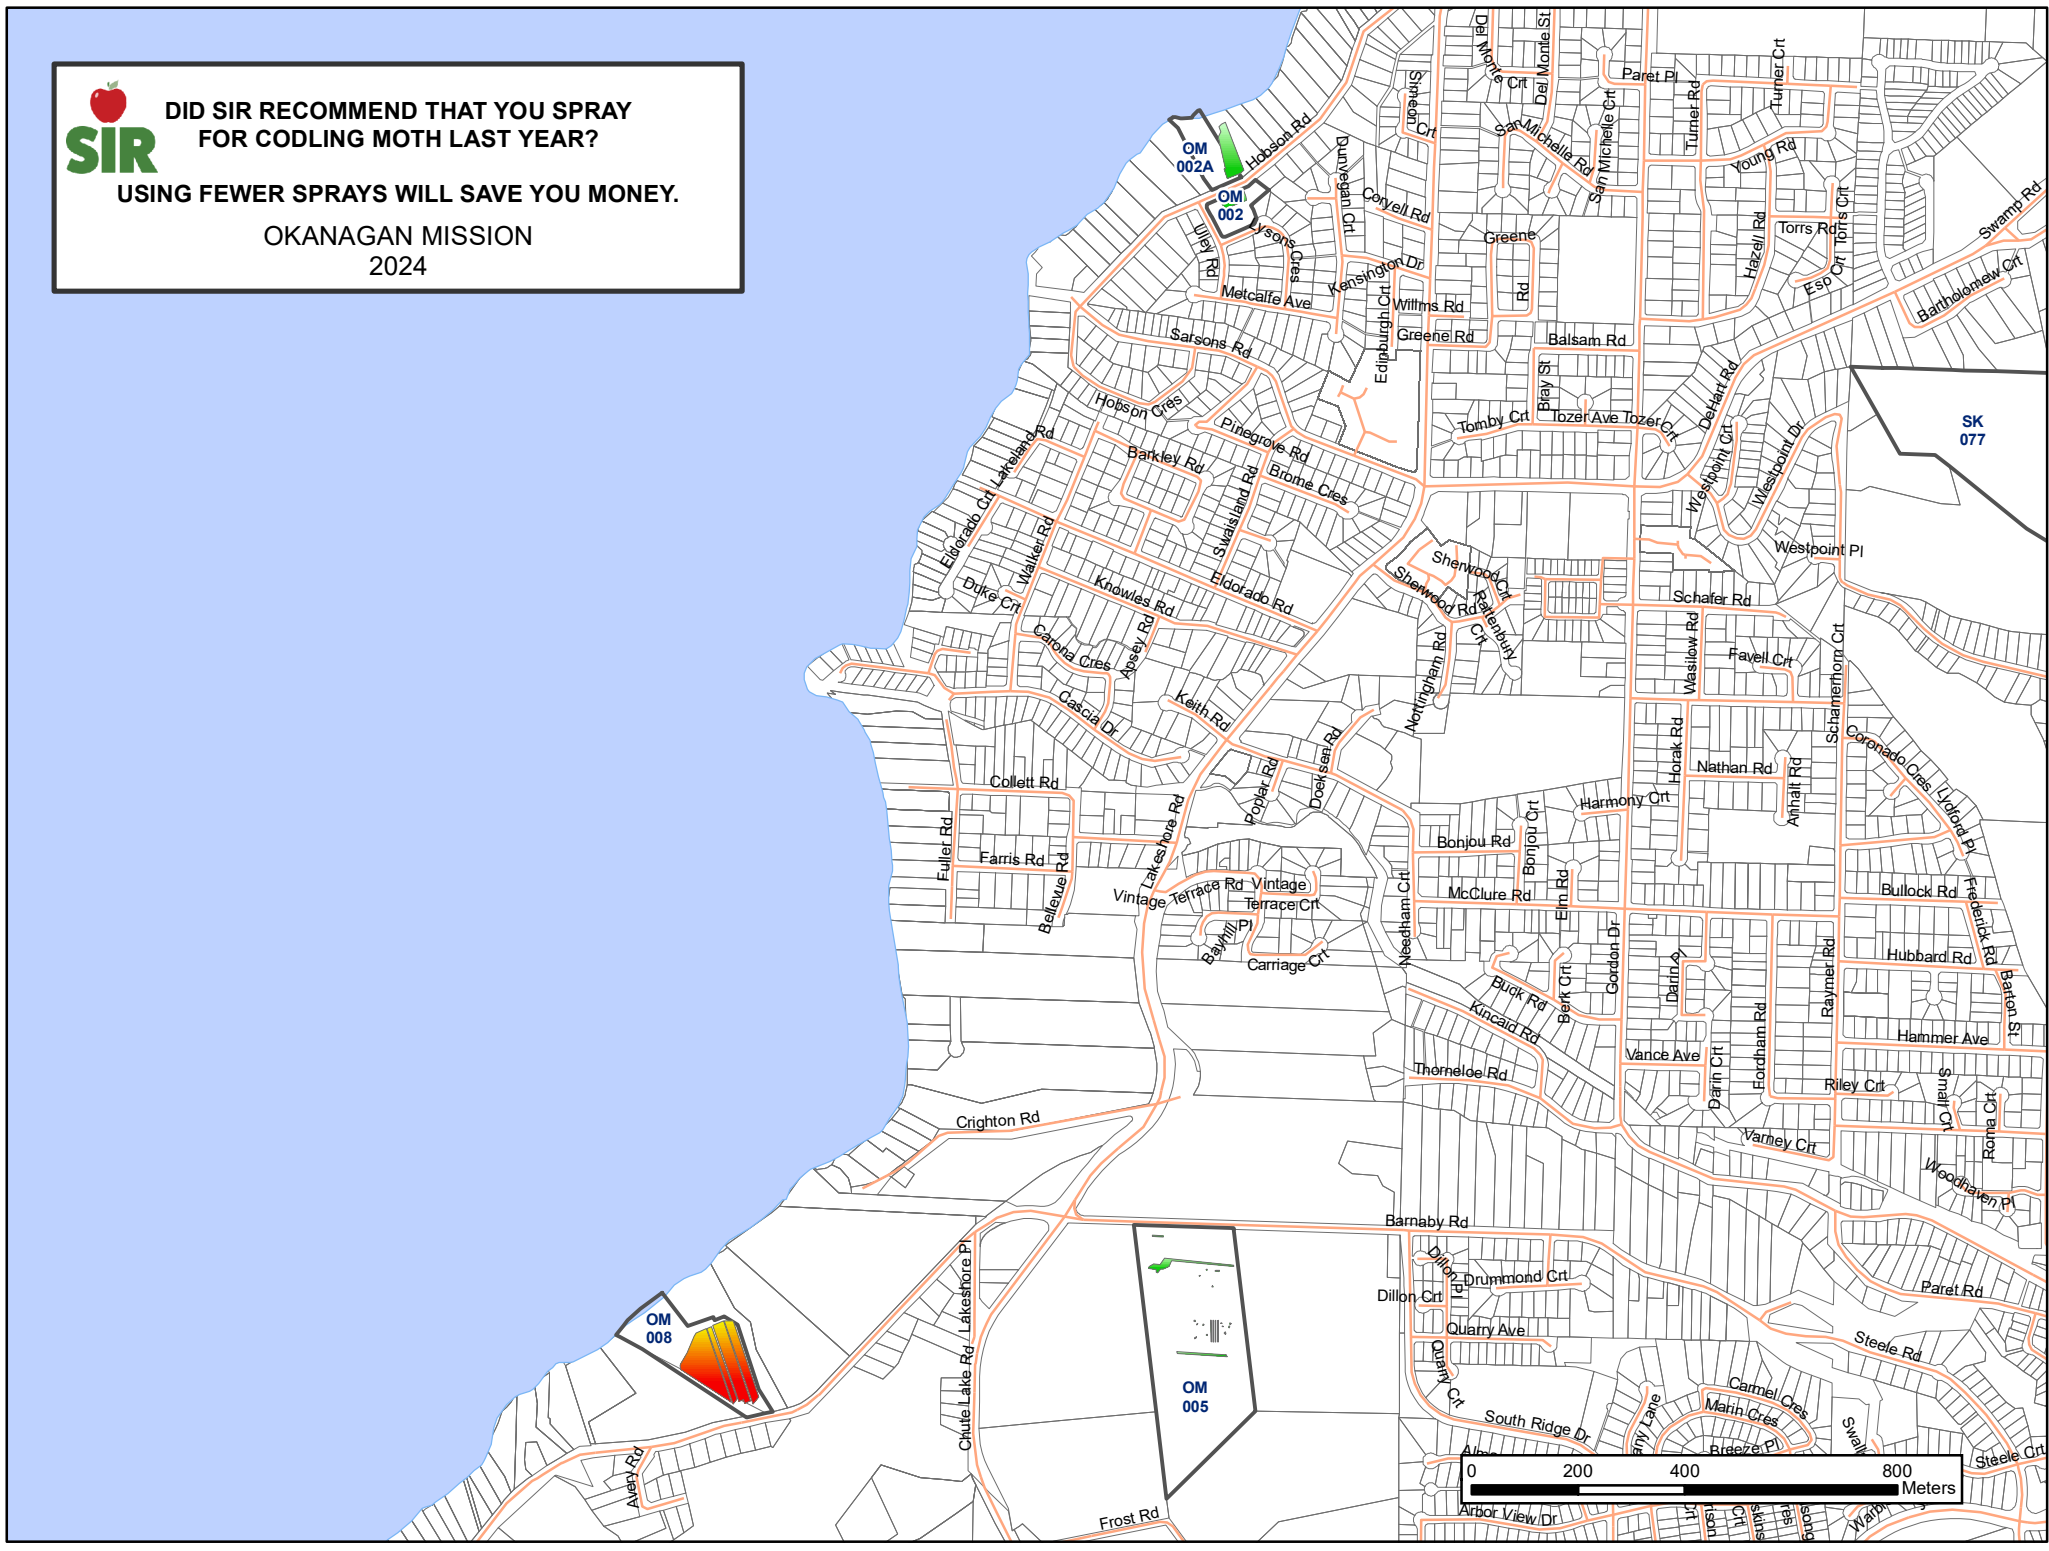 SIR
DID SIR RECOMMEND THAT YOU SPRAY
FOR CODLING MOTH LAST YEAR?
USING FEWER SPRAYS WILL SAVE YOU MONEY.
OKANAGAN MISSION
2024
Del Monte Crt
Del Monte St
Paret Pl
Turner Crt
Turner Rd
Simeon Crt
San Michelle Rd
San Michelle Crt
Young Rd
OM
002A
Hobson Rd
OM
002
Dunvegan Crt
Coryell Rd
Lysons Cres
Ulley Rd
Kensington Dr
Metcalfe Ave
Edinburgh Crt
Willms Rd
Greene Rd
Greene Rd
Hazell Rd
Torrs Rd
Torrs Crt
Esp Crt
Swamp Rd
Bartholomew Crt
Sarsons Rd
Balsam Rd
Bray St
DeHart Rd
Hobson Cres
Tomby Crt
Tozer Ave
Tozer Crt
SK
077
Lakeland Rd
Pinegrove Rd
Barkley Rd
Brome Cres
Swaisland Rd
Westpoint Crt
Westpoint Dr
Westpoint Pl
Eldorado Crt
Walker Rd
Duke Crt
Knowles Rd
Eldorado Rd
Sherwood Crt
Sherwood Rd
Rattenbury Crt
Schafer Rd
Wasilow Rd
Favell Crt
Carona Cres
Apsey Rd
Nottingham Rd
Schamerhorn Crt
Cascia Dr
Keith Rd
Doeksen Rd
Poplar Rd
Horak Rd
Nathan Rd
Anhalt Rd
Coronado Cres
Lydford Pl
Collett Rd
Harmony Crt
Fuller Rd
Farris Rd
Bellevue Rd
Lakeshore Rd
Bonjou Rd
Bonjou Crt
Vintage Terrace Rd
Vintage Terrace Crt
McClure Rd
Elm Rd
Needham Crt
Bullock Rd
Frederick Rd
Bayhill Pl
Carriage Crt
Gordon Dr
Darin Pl
Raymer Rd
Hubbard Rd
Barton St
Buck Rd
Berk Crt
Kincaid Rd
Fordham Rd
Hammer Ave
Vance Ave
Darin Crt
Thorneloe Rd
Riley Crt
Small Crt
Roma Crt
Crighton Rd
Varney Crt
Woodhaven Pl
Barnaby Rd
Lakeshore Pl
Chute Lake Rd
Dillon Pl
Drummond Crt
Dillon Crt
Paret Rd
OM
008
Quarry Ave
Quarry Crt
Steele Rd
OM
005
Carmel Cres
Marin Cres
South Ridge Dr
Breeze Pl
Steele Crt
Avery Rd
Frost Rd
Arbor View Dr
0 200 400 800
Meters